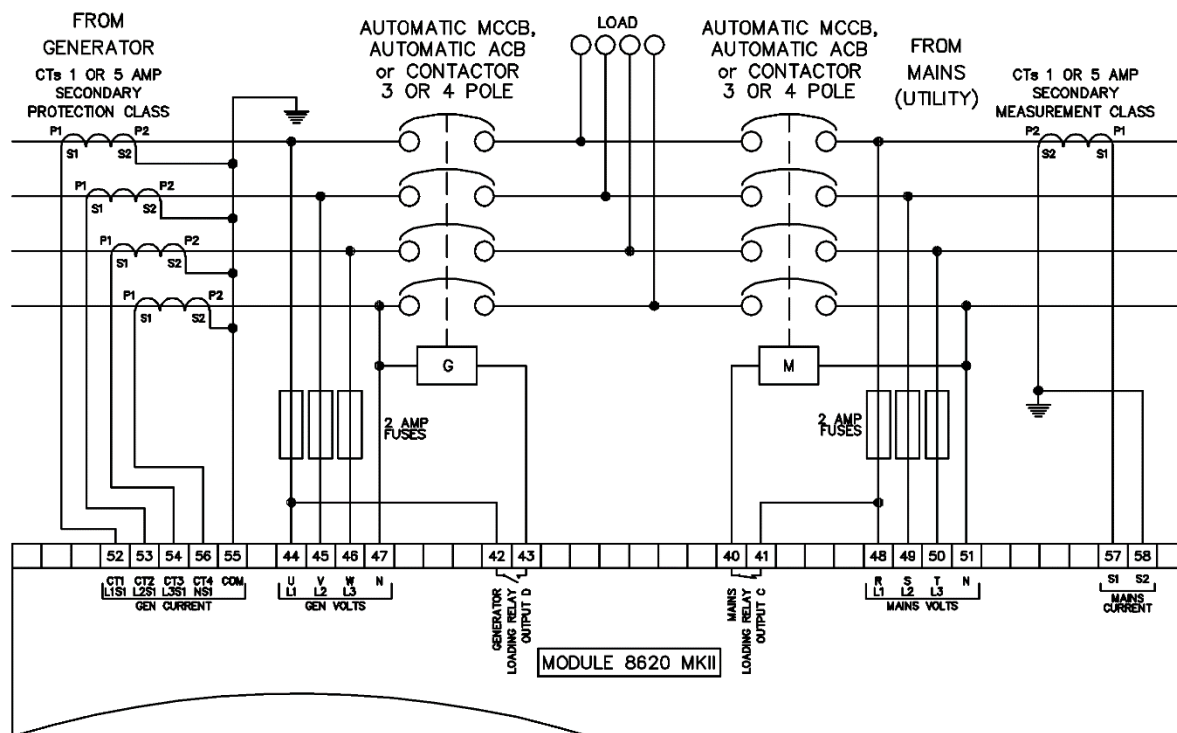 FROM
GENERATOR
CTs 1 OR 5 AMP
SECONDARY
PROTECTION CLASS
AUTOMATIC MCCB,
AUTOMATIC ACB
or CONTACTOR
3 OR 4 POLE
LOAD
AUTOMATIC MCCB,
AUTOMATIC ACB
or CONTACTOR
3 OR 4 POLE
FROM
MAINS
(UTILITY)
CTs 1 OR 5 AMP
SECONDARY
MEASUREMENT CLASS
P1 P2
S1 S2
P2 P1
S2 S1
P1 P2
S1 S2
P1 P2
S1 S2
P1 P2
S1 S2
G
M
2 AMP
FUSES
2 AMP
FUSES
52 53 54 56 55 44 45 46 47 42 43 40 41 48 49 50 51 57 58
CT1 CT2 CT3 CT4 COM
L1S1 L2S1 L3S1 NS1
GEN CURRENT
U V W N
L1 L2 L3
GEN VOLTS
GENERATOR
LOADING RELAY
OUTPUT D
MAINS
LOADING RELAY
OUTPUT C
R S T N
L1 L2 L3
MAINS VOLTS
S1 S2
MAINS
CURRENT
MODULE 8620 MKII